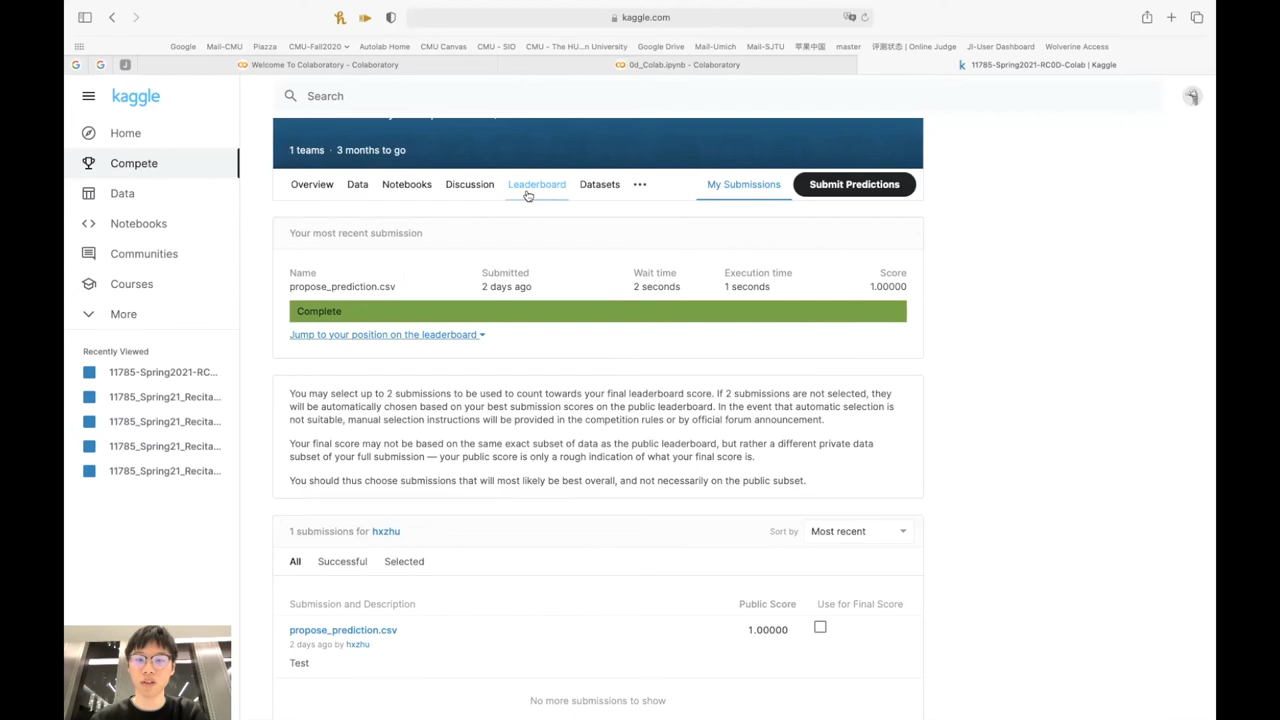 kaggle.com
Google Mail-CMU Piazza CMU-Fall2020 Autolab Home CMU Canvas CMU - SIO CMU - The HU...n University Google Drive Mail-Umich Mail-SJTU 苹果中国 master 评测状态 | Online Judge JI-User Dashboard Wolverine Access
Welcome To Colaboratory - Colaboratory
0d_Colab.ipynb - Colaboratory
11785-Spring2021-RC0D-Colab | Kaggle
kaggle
Search
Home
Compete
Data
Notebooks
Communities
Courses
More
Recently Viewed
11785-Spring2021-RC...
11785_Spring21_Recita...
11785_Spring21_Recita...
11785_Spring21_Recita...
11785_Spring21_Recita...
1 teams · 3 months to go
Overview Data Notebooks Discussion Leaderboard Datasets ••• My Submissions Submit Predictions
Your most recent submission
Name Submitted Wait time Execution time Score
propose_prediction.csv 2 days ago 2 seconds 1 seconds 1.00000
Complete
Jump to your position on the leaderboard
You may select up to 2 submissions to be used to count towards your final leaderboard score. If 2 submissions are not selected, they
will be automatically chosen based on your best submission scores on the public leaderboard. In the event that automatic selection is
not suitable, manual selection instructions will be provided in the competition rules or by official forum announcement.
Your final score may not be based on the same exact subset of data as the public leaderboard, but rather a different private data
subset of your full submission — your public score is only a rough indication of what your final score is.
You should thus choose submissions that will most likely be best overall, and not necessarily on the public subset.
1 submissions for hxzhu Sort by Most recent
All Successful Selected
Submission and Description Public Score Use for Final Score
propose_prediction.csv 1.00000
2 days ago by hxzhu
Test
No more submissions to show